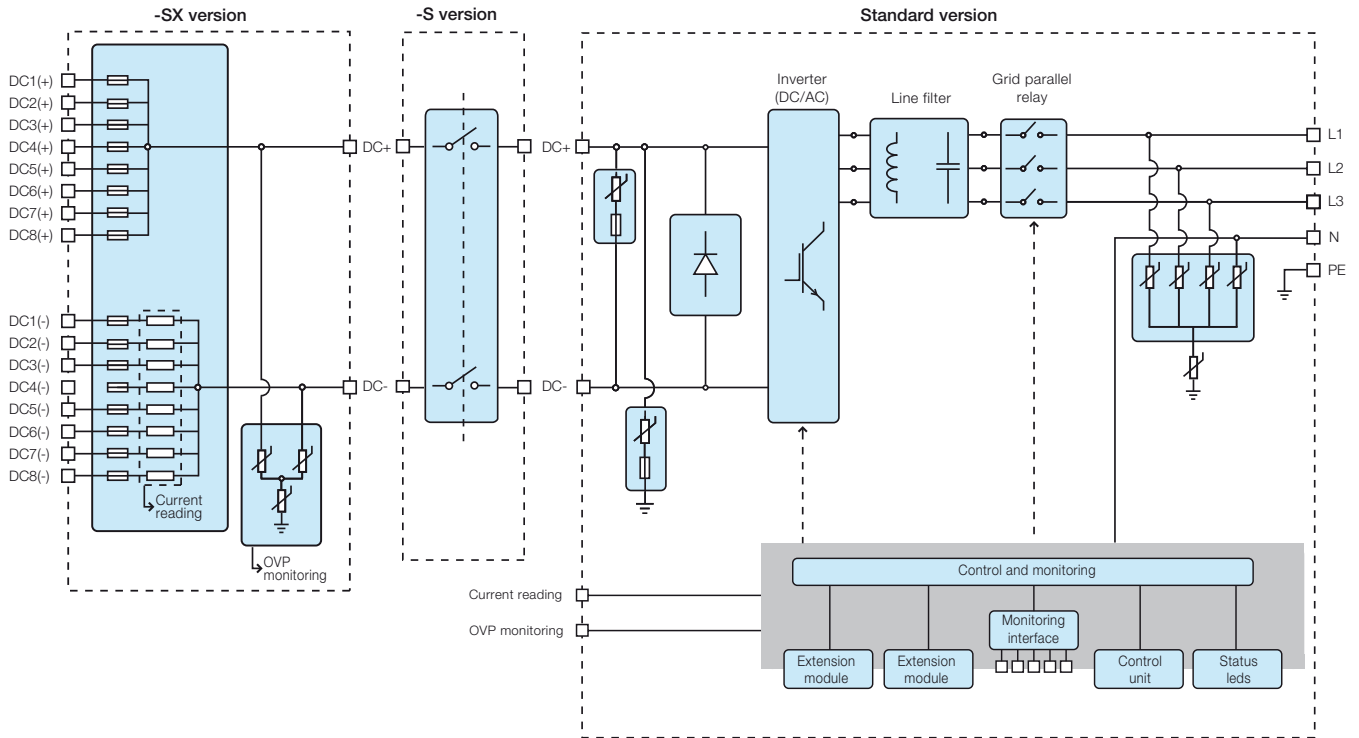 -SX version
-S version
Standard version
DC1(+)
DC2(+)
DC3(+)
DC4(+)
DC5(+)
DC6(+)
DC7(+)
DC8(+)
DC1(-)
DC2(-)
DC3(-)
DC4(-)
DC5(-)
DC6(-)
DC7(-)
DC8(-)
Current
reading
OVP
monitoring
DC+
DC-
DC+
DC-
Inverter
(DC/AC)
Line filter
Grid parallel
relay
L1
L2
L3
N
PE
Current reading
OVP monitoring
Control and monitoring
Extension
module
Extension
module
Monitoring
interface
Control
unit
Status
leds